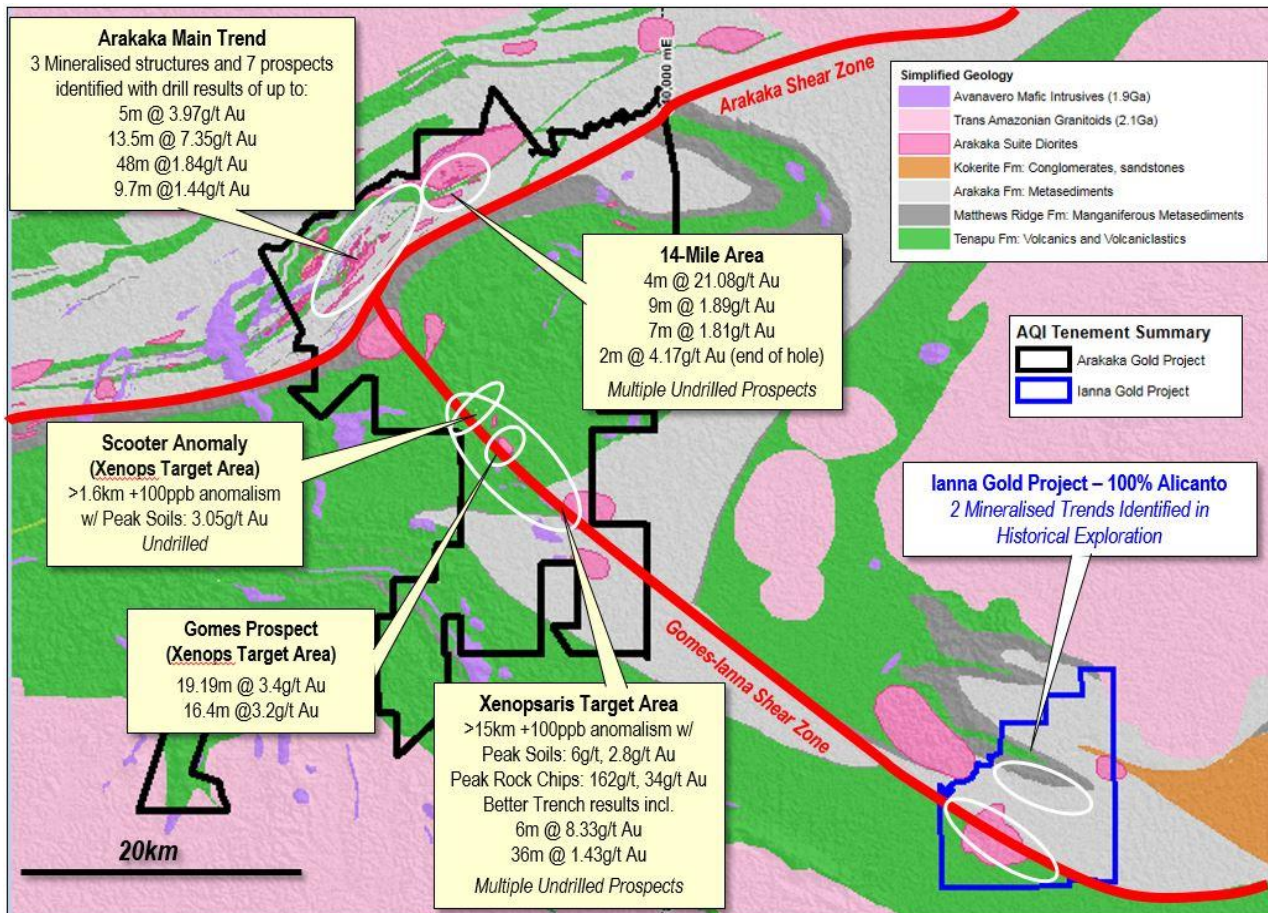 Arakaka Main Trend
3 Mineralised structures and 7 prospects
identified with drill results of up to:
5m @ 3.97g/t Au
13.5m @ 7.35g/t Au
48m @1.84g/t Au
9.7m @1.44g/t Au
Arakaka Shear Zone
Simplified Geology
Avanavero Mafic Intrusives (1.9Ga)
Trans Amazonian Granitoids (2.1Ga)
Arakaka Suite Diorites
Kokerite Fm: Conglomerates, sandstones
Arakaka Fm: Metasediments
Matthews Ridge Fm: Manganiferous Metasediments
Tenapu Fm: Volcanics and Volcaniclastics
14-Mile Area
4m @ 21.08g/t Au
9m @ 1.89g/t Au
7m @ 1.81g/t Au
2m @ 4.17g/t Au (end of hole)
Multiple Undrilled Prospects
AQI Tenement Summary
Arakaka Gold Project
Ianna Gold Project
Scooter Anomaly
(Xenops Target Area)
>1.6km +100ppb anomalism
w/ Peak Soils: 3.05g/t Au
Undrilled
Ianna Gold Project – 100% Alicanto
2 Mineralised Trends Identified in
Historical Exploration
Gomes Prospect
(Xenops Target Area)
19.19m @ 3.4g/t Au
16.4m @3.2g/t Au
Xenopsaris Target Area
>15km +100ppb anomalism w/
Peak Soils: 6g/t, 2.8g/t Au
Peak Rock Chips: 162g/t, 34g/t Au
Better Trench results incl.
6m @ 8.33g/t Au
36m @ 1.43g/t Au
Multiple Undrilled Prospects
Gomes-Ianna Shear Zone
20km